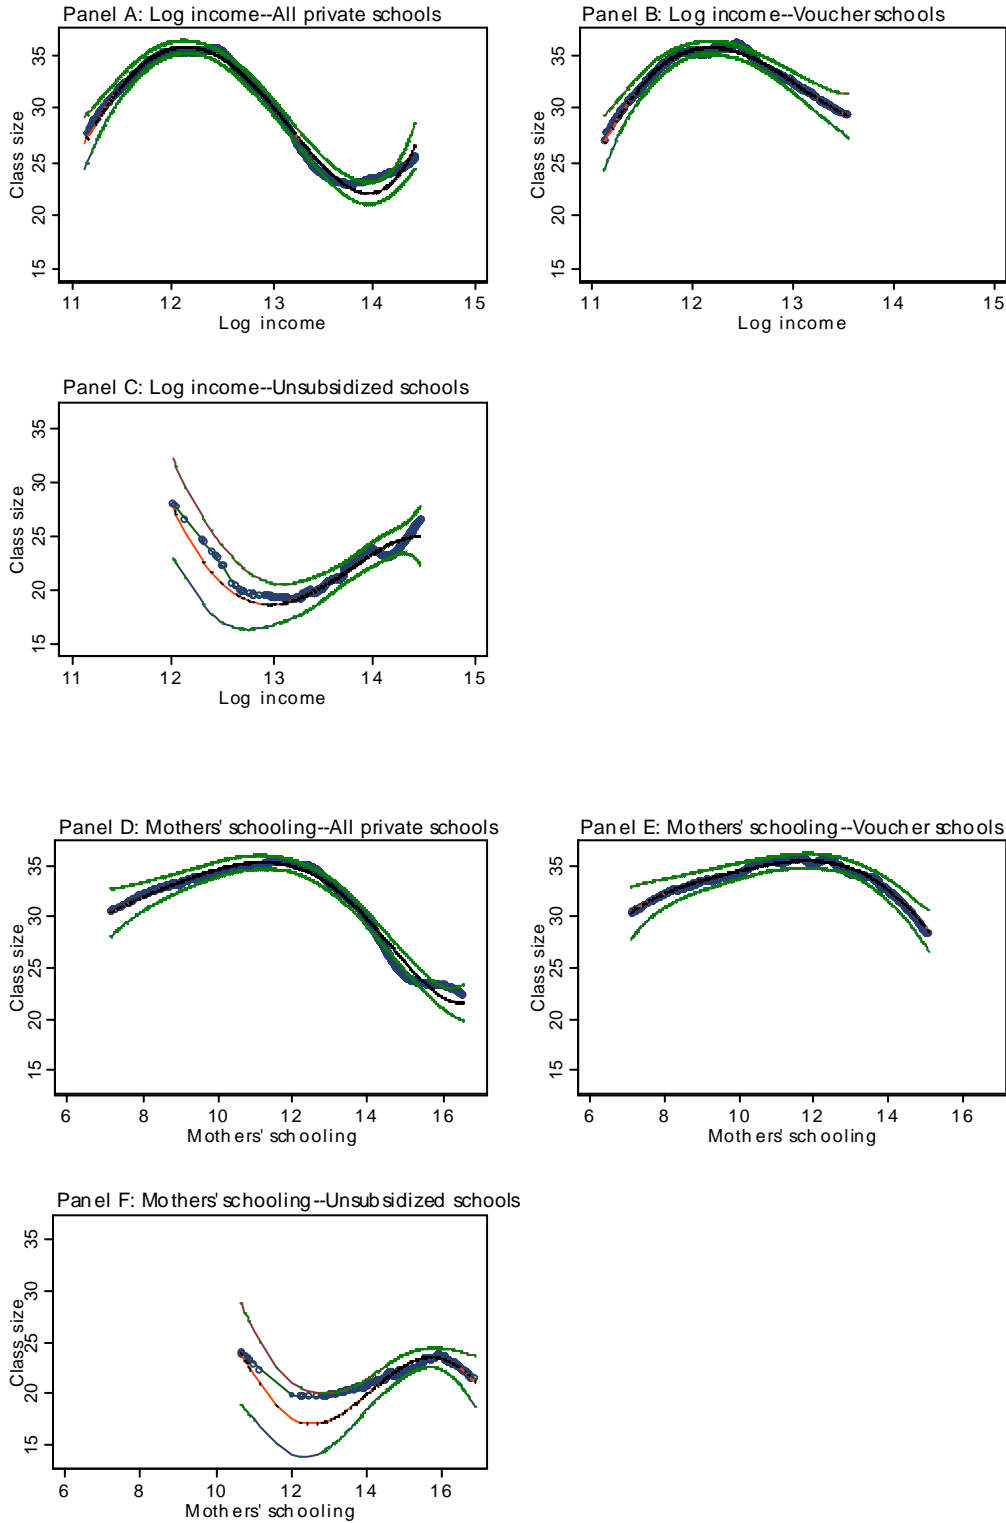 Panel A: Log income--All private schools
Class size
35
30
25
20
15
11 12 13 14 15
Log income
Panel B: Log income--Voucher schools
Class size
35
30
25
20
15
11 12 13 14 15
Log income
Panel C: Log income--Unsubsidized schools
Class size
35
30
25
20
15
11 12 13 14 15
Log income
Panel D: Mothers' schooling--All private schools
Class size
35
30
25
20
15
6 8 10 12 14 16
Mothers' schooling
Panel E: Mothers' schooling--Voucher schools
Class size
35
30
25
20
15
6 8 10 12 14 16
Mothers' schooling
Panel F: Mothers' schooling--Unsubsidized schools
Class size
35
30
25
20
15
6 8 10 12 14 16
Mothers' schooling